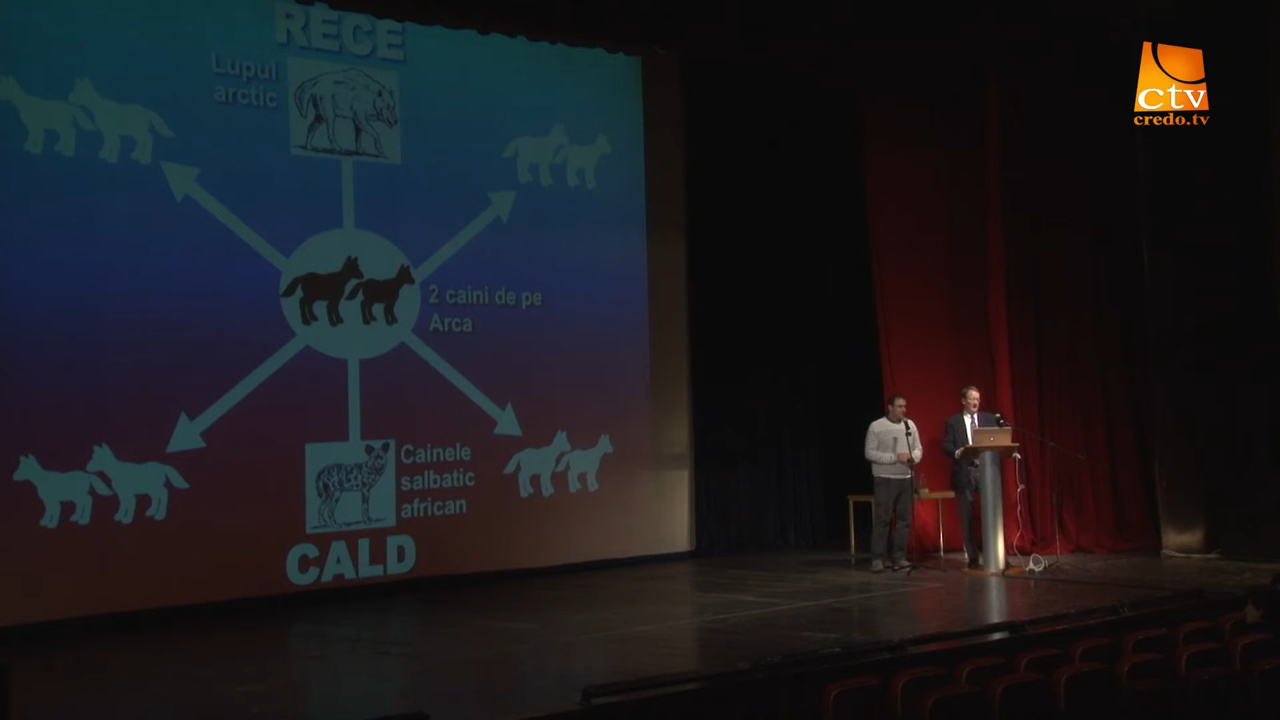 RECE
Lupul
arctic
2 caini de pe
Arca
Cainele
salbatic
african
CALD
ctv
credo.tv